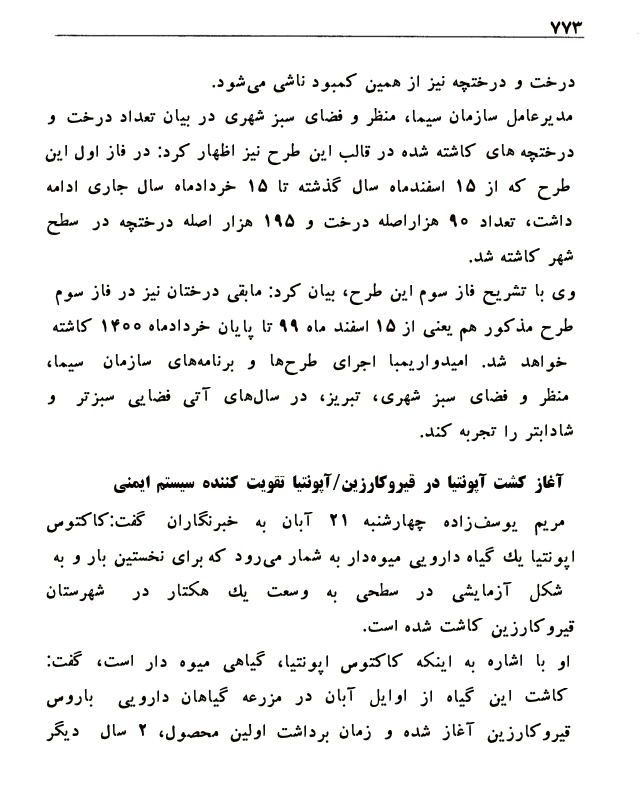 ۷۷۳
درخت و درختچه نیز از همین کمبود ناشی می‌شود.
مدیرعامل سازمان سیما، منظر و فضای سبز شهری در بیان تعداد درخت و
درختچه های کاشته شده در قالب این طرح نیز اظهار کرد: در فاز اول این
طرح که از ۱۵ اسفندماه سال گذشته تا ۱۵ خردادماه سال جاری ادامه
داشت، تعداد ۹۰ هزاراصله درخت و ۱۹۵ هزار اصله درختچه در سطح
شهر کاشته شد.
وی با تشریح فاز سوم این طرح، بیان کرد: مابقی درختان نیز در فاز سوم
طرح مذکور هم یعنی از ۱۵ اسفند ماه ۹۹ تا پایان خردادماه ۱۴۰۰ کاشته
خواهد شد. امیدواریمبا اجرای طرح‌ها و برنامه‌های سازمان سیما،
منظر و فضای سبز شهری، تبریز، در سال‌های آتی فضایی سبزتر و
شادابتر را تجربه کند.
آغاز کشت آپونتیا در قیروکارزین/آپونتیا تقویت کننده سیستم ایمنی
مریم یوسف‌زاده چهارشنبه ۲۱ آبان به خبرنگاران گفت:کاکتوس
اپونتیا یك گیاه دارویی میوه‌دار به شمار می‌رود که برای نخستین بار و به
شکل آزمایشی در سطحی به وسعت یك هکتار در شهرستان
قیروکارزین کاشت شده است.
او با اشاره به اینکه کاکتوس اپونتیا، گیاهی میوه دار است، گفت:
کاشت این گیاه از اوایل آبان در مزرعه گیاهان دارویی باروس
قیروکارزین آغاز شده و زمان برداشت اولین محصول، ۲ سال دیگر